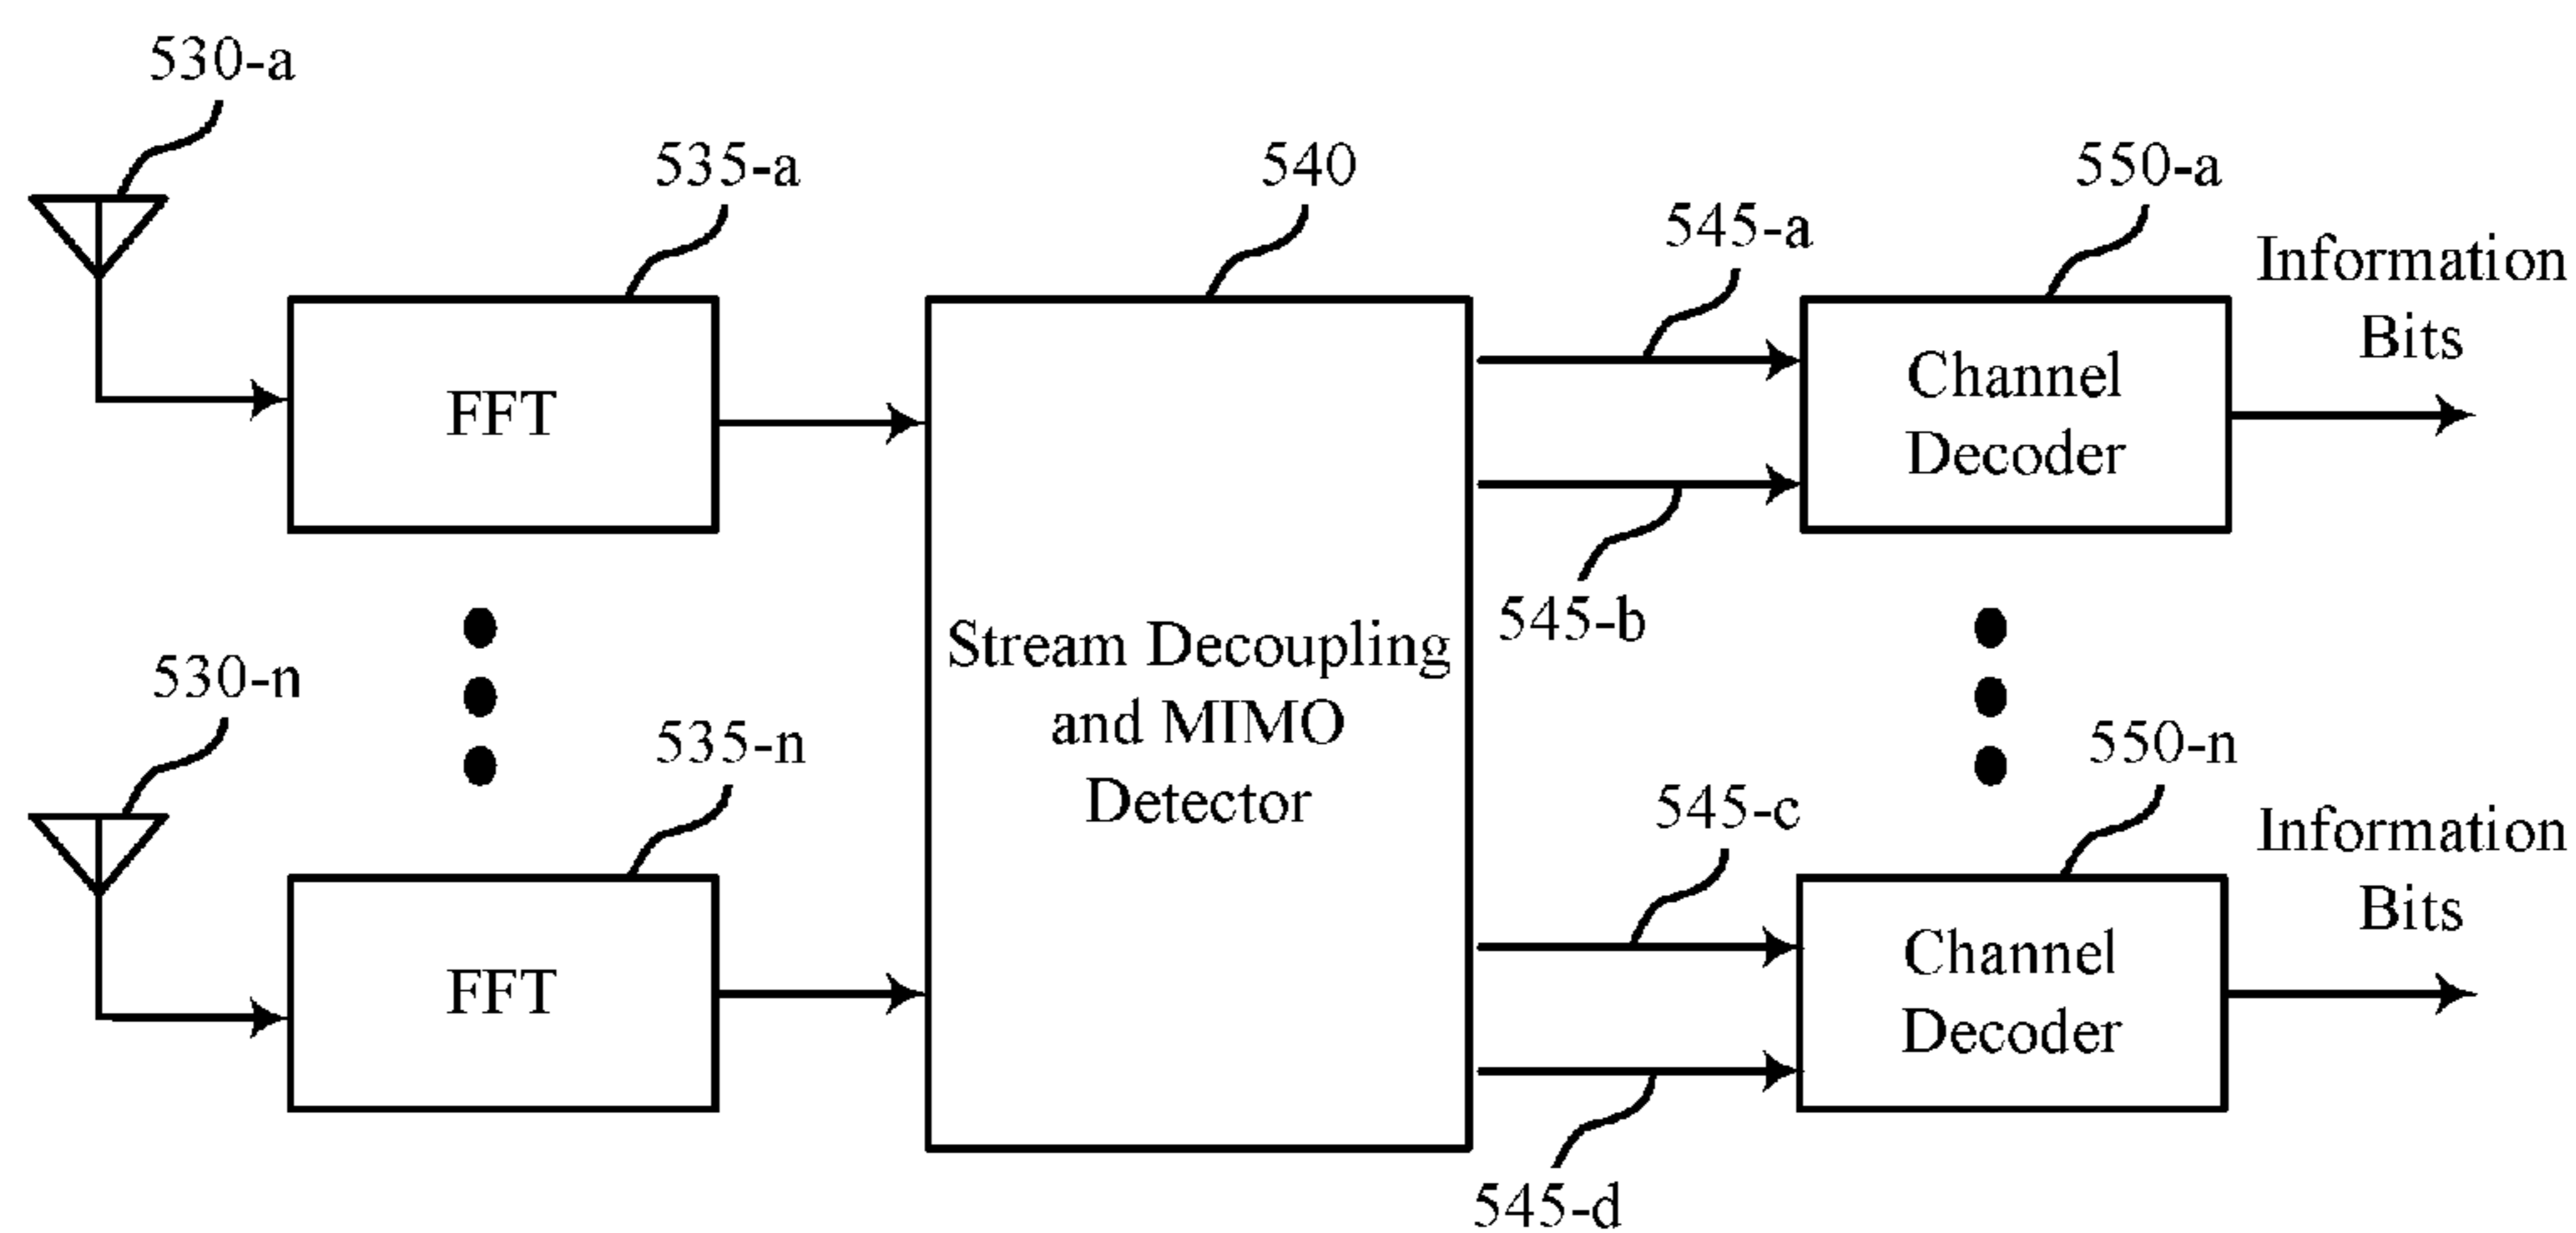 530-a
535-a
540
550-a
545-a
Information
Bits
FFT
Channel
Decoder
545-b
Stream Decoupling
and MIMO
Detector
530-n
535-n
550-n
545-c
Information
Bits
FFT
Channel
Decoder
545-d